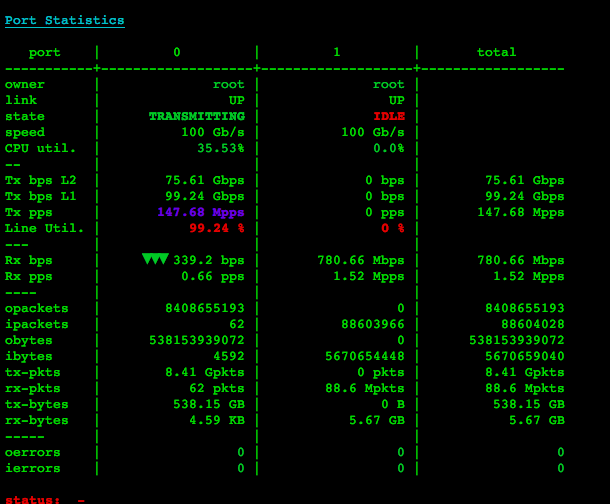 Port Statistics
port | 0 | 1 | total
-----------+--------------------+--------------------+------------------
owner | root | root |
link | UP | UP |
state | TRANSMITTING | IDLE |
speed | 100 Gb/s | 100 Gb/s |
CPU util. | 35.53% | 0.0% |
-- | | |
Tx bps L2 | 75.61 Gbps | 0 bps | 75.61 Gbps
Tx bps L1 | 99.24 Gbps | 0 bps | 99.24 Gbps
Tx pps | 147.68 Mpps | 0 pps | 147.68 Mpps
Line Util. | 99.24 % | 0 % |
--- | | |
Rx bps | ▼▼▼ 339.2 bps | 780.66 Mbps | 780.66 Mbps
Rx pps | 0.66 pps | 1.52 Mpps | 1.52 Mpps
---- | | |
opackets | 8408655193 | 0 | 8408655193
ipackets | 62 | 88603966 | 88604028
obytes | 538153939072 | 0 | 538153939072
ibytes | 4592 | 5670654448 | 5670659040
tx-pkts | 8.41 Gpkts | 0 pkts | 8.41 Gpkts
rx-pkts | 62 pkts | 88.6 Mpkts | 88.6 Mpkts
tx-bytes | 538.15 GB | 0 B | 538.15 GB
rx-bytes | 4.59 KB | 5.67 GB | 5.67 GB
----- | | |
oerrors | 0 | 0 | 0
ierrors | 0 | 0 | 0
status: -